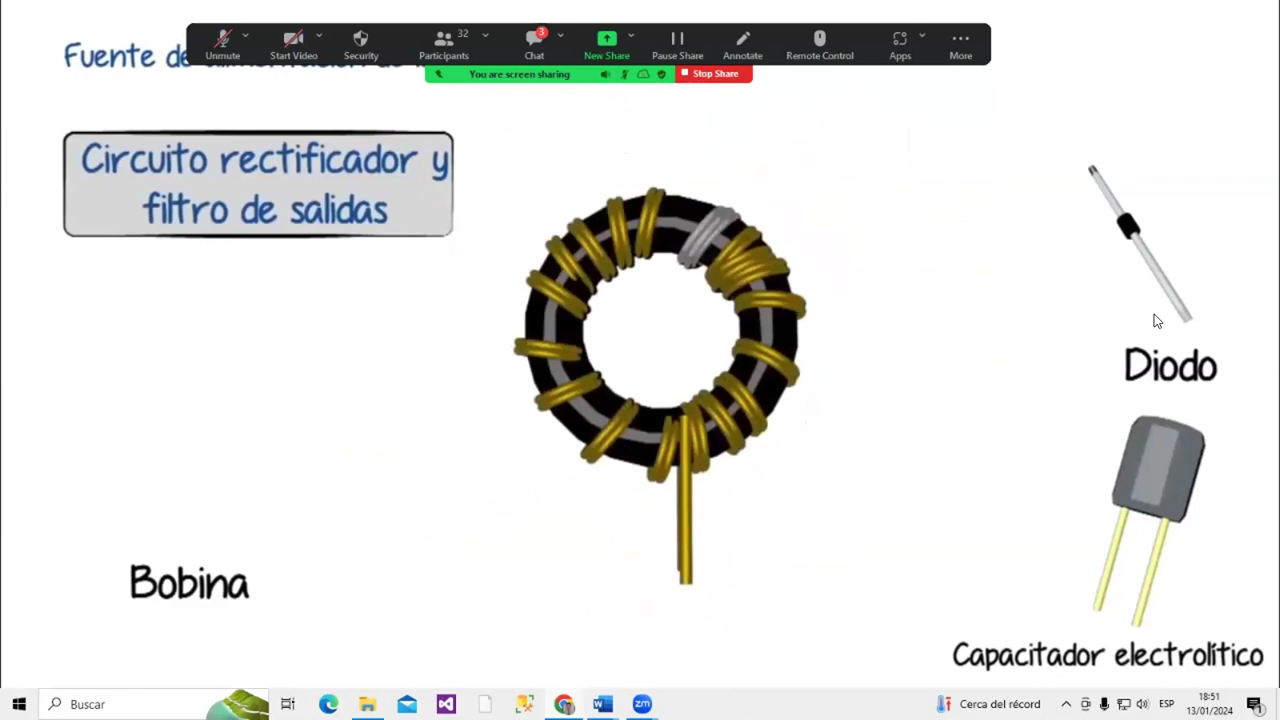 Unmute
Start Video
Security
Participants
32
3
Chat
New Share
Pause Share
Annotate
Remote Control
Apps
More
Fuente de
You are screen sharing
Stop Share
Circuito rectificador y
filtro de salidas
Diodo
Bobina
Capacitador electrolítico
Buscar
zm
Cerca del récord
ESP
18:51
13/01/2024
1